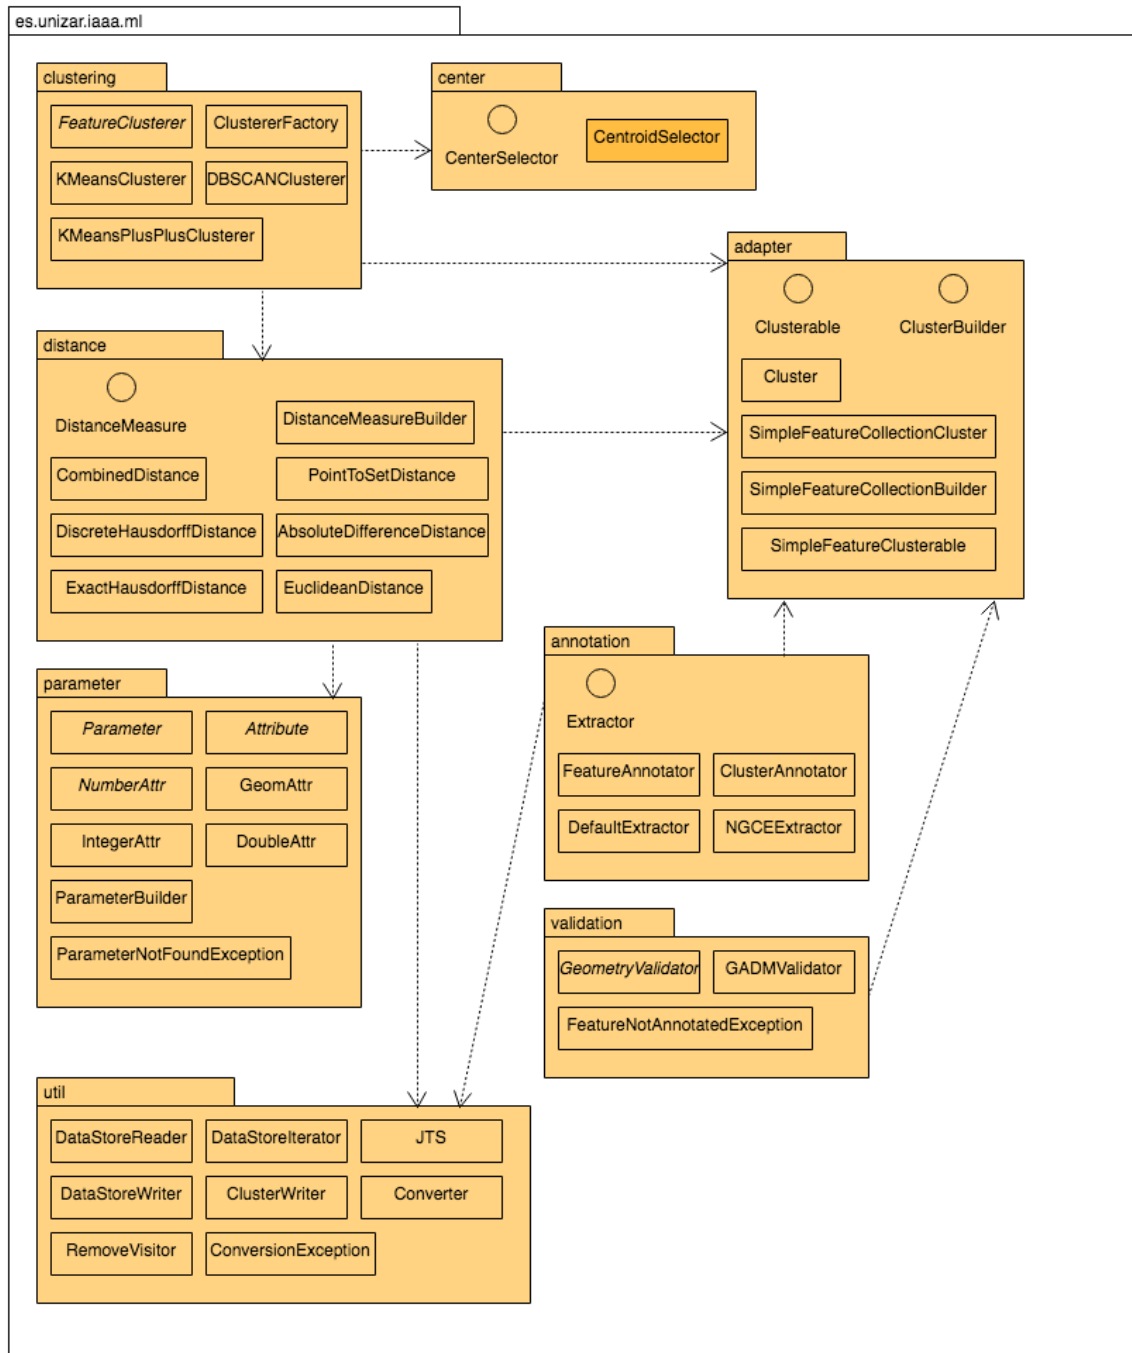 es.unizar.iaaa.ml
clustering
FeatureClusterer
ClustererFactory
KMeansClusterer
DBSCANClusterer
KMeansPlusPlusClusterer
center
CenterSelector
CentroidSelector
adapter
Clusterable
ClusterBuilder
Cluster
SimpleFeatureCollectionCluster
SimpleFeatureCollectionBuilder
SimpleFeatureClusterable
distance
DistanceMeasure
DistanceMeasureBuilder
CombinedDistance
PointToSetDistance
DiscreteHausdorffDistance
AbsoluteDifferenceDistance
ExactHausdorffDistance
EuclideanDistance
annotation
Extractor
FeatureAnnotator
ClusterAnnotator
DefaultExtractor
NGCEExtractor
parameter
Parameter
Attribute
NumberAttr
GeomAttr
IntegerAttr
DoubleAttr
ParameterBuilder
ParameterNotFoundException
validation
GeometryValidator
GADMValidator
FeatureNotAnnotatedException
util
DataStoreReader
DataStoreIterator
JTS
DataStoreWriter
ClusterWriter
Converter
RemoveVisitor
ConversionException